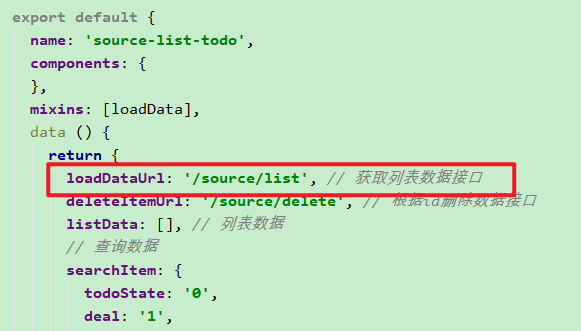 export default {
name: 'source-list-todo',
components: {
},
mixins: [loadData],
data () {
return {
loadDataUrl: '/source/list', // 获取列表数据接口
deleteItemUrl: '/source/delete', // 根据id删除数据接口
listData: [], // 列表数据
// 查询数据
searchItem: {
todoState: '0',
deal: '1',